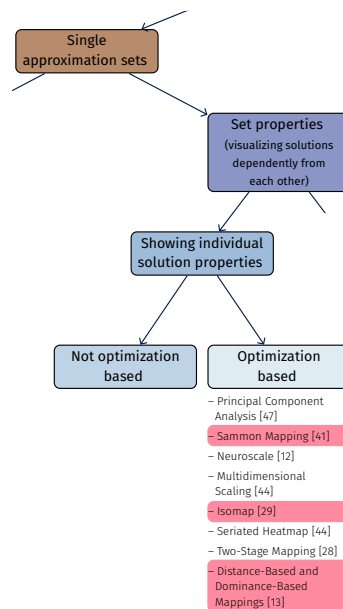 Single
approximation sets
Set properties
(visualizing solutions
dependently from
each other)
Showing individual
solution properties
Not optimization
based
Optimization
based
– Principal Component
Analysis [47]
– Sammon Mapping [41]
– Neuroscale [12]
– Multidimensional
Scaling [44]
– Isomap [29]
– Seriated Heatmap [44]
– Two-Stage Mapping [28]
– Distance-Based and
Dominance-Based
Mappings [13]